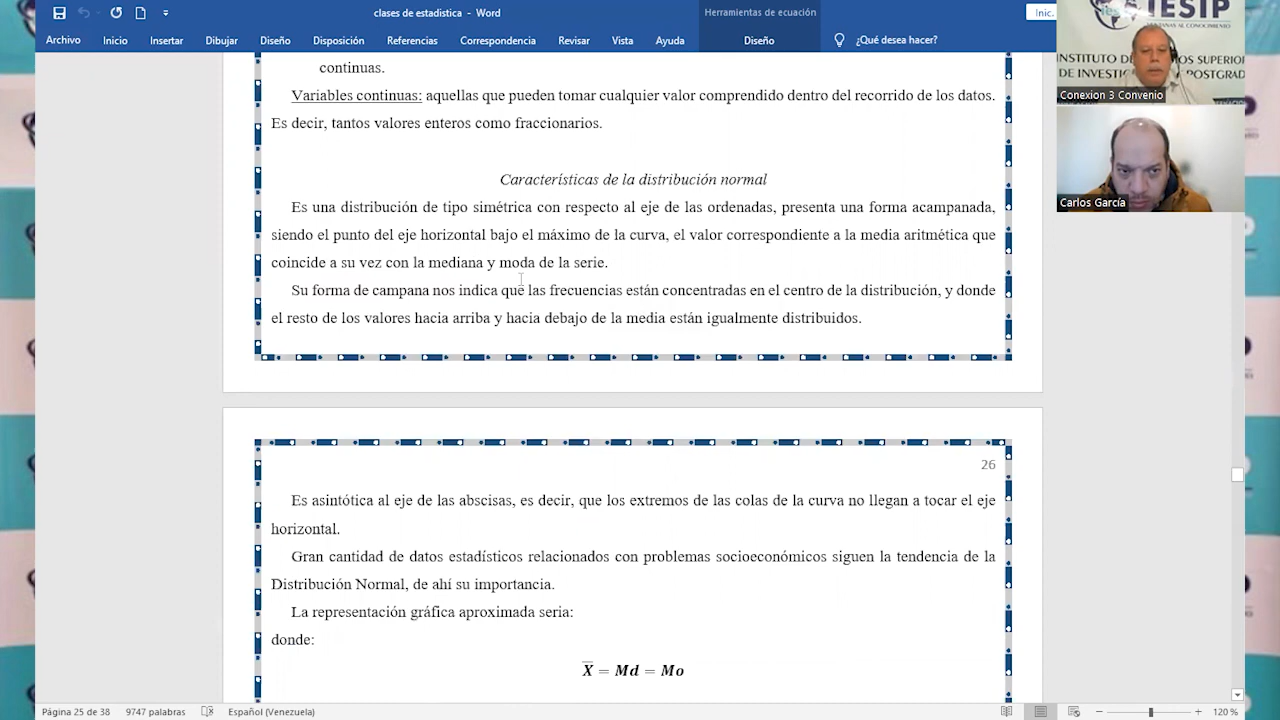 clases de estadistica - Word
Herramientas de ecuación
Inic.
Archivo Inicio Insertar Dibujar Diseño Disposición Referencias Correspondencia Revisar Vista Ayuda Diseño ¿Qué desea hacer?
IESIP
VENTANAS AL CONOCIMIENTO
INSTITUTO DE
SUPERIOR
DE INVESTIG
POSTGRAD
Conexion 3 Convenio
Carlos García
continuas.
Variables continuas: aquellas que pueden tomar cualquier valor comprendido dentro del recorrido de los datos.
Es decir, tantos valores enteros como fraccionarios.
Características de la distribución normal
Es una distribución de tipo simétrica con respecto al eje de las ordenadas, presenta una forma acampanada,
siendo el punto del eje horizontal bajo el máximo de la curva, el valor correspondiente a la media aritmética que
coincide a su vez con la mediana y moda de la serie.
Su forma de campana nos indica que las frecuencias están concentradas en el centro de la distribución, y donde
el resto de los valores hacia arriba y hacia debajo de la media están igualmente distribuidos.
26
Es asintótica al eje de las abscisas, es decir, que los extremos de las colas de la curva no llegan a tocar el eje
horizontal.
Gran cantidad de datos estadísticos relacionados con problemas socioeconómicos siguen la tendencia de la
Distribución Normal, de ahí su importancia.
La representación gráfica aproximada seria:
donde:
X̅ = Md = Mo
Página 25 de 38 9747 palabras Español (Venezuela) 120 %